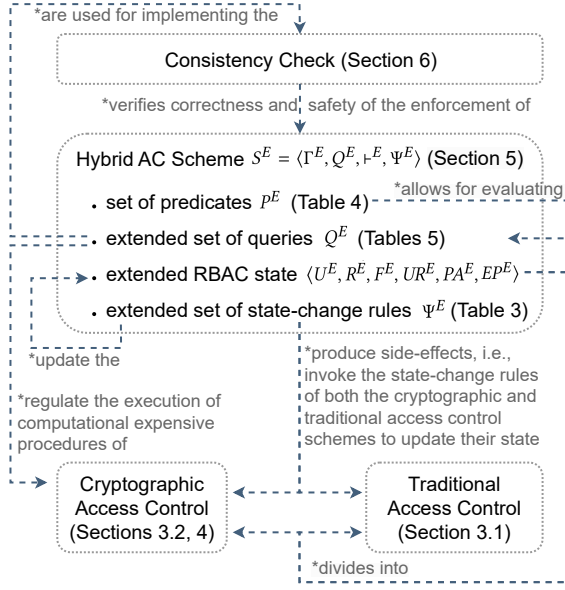 *are used for implementing the
Consistency Check (Section 6)
*verifies correctness and safety of the enforcement of
Hybrid AC Scheme S^E = ⟨Γ^E, Q^E, ⊢^E, Ψ^E⟩ (Section 5)
*allows for evaluating
• set of predicates P^E (Table 4)
• extended set of queries Q^E (Tables 5)
• extended RBAC state ⟨U^E, R^E, F^E, UR^E, PA^E, EP^E⟩
• extended set of state-change rules Ψ^E (Table 3)
*update the
*produce side-effects, i.e.,
invoke the state-change rules
of both the cryptographic and
traditional access control
schemes to update their state
*regulate the execution of
computational expensive
procedures of
Cryptographic
Access Control
(Sections 3.2, 4)
Traditional
Access Control
(Section 3.1)
*divides into